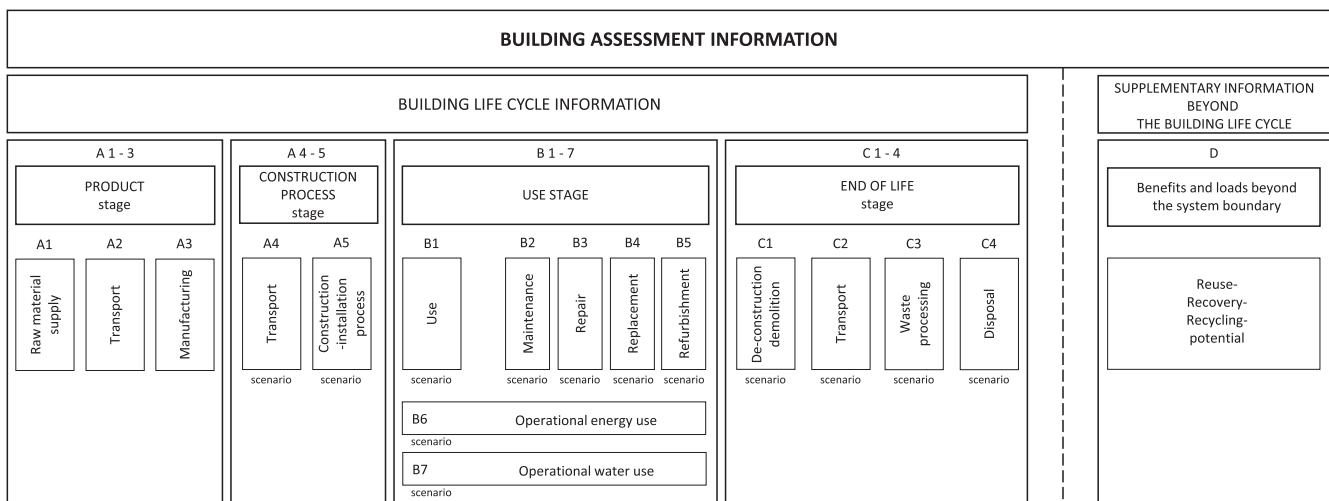 BUILDING ASSESSMENT INFORMATION
BUILDING LIFE CYCLE INFORMATION
SUPPLEMENTARY INFORMATION
BEYOND
THE BUILDING LIFE CYCLE
A 1 - 3
PRODUCT
stage
A1
A2
A3
Raw material
supply
Transport
Manufacturing
A 4 - 5
CONSTRUCTION
PROCESS
stage
A4
A5
Transport
Construction
-installation
process
scenario
scenario
B 1 - 7
USE STAGE
B1
B2
B3
B4
B5
Use
Maintenance
Repair
Replacement
Refurbishment
scenario
scenario
scenario
scenario
scenario
B6 Operational energy use
scenario
B7 Operational water use
scenario
C 1 - 4
END OF LIFE
stage
C1
C2
C3
C4
De-construction
demolition
Transport
Waste
processing
Disposal
scenario
scenario
scenario
scenario
D
Benefits and loads beyond
the system boundary
Reuse-
Recovery-
Recycling-
potential